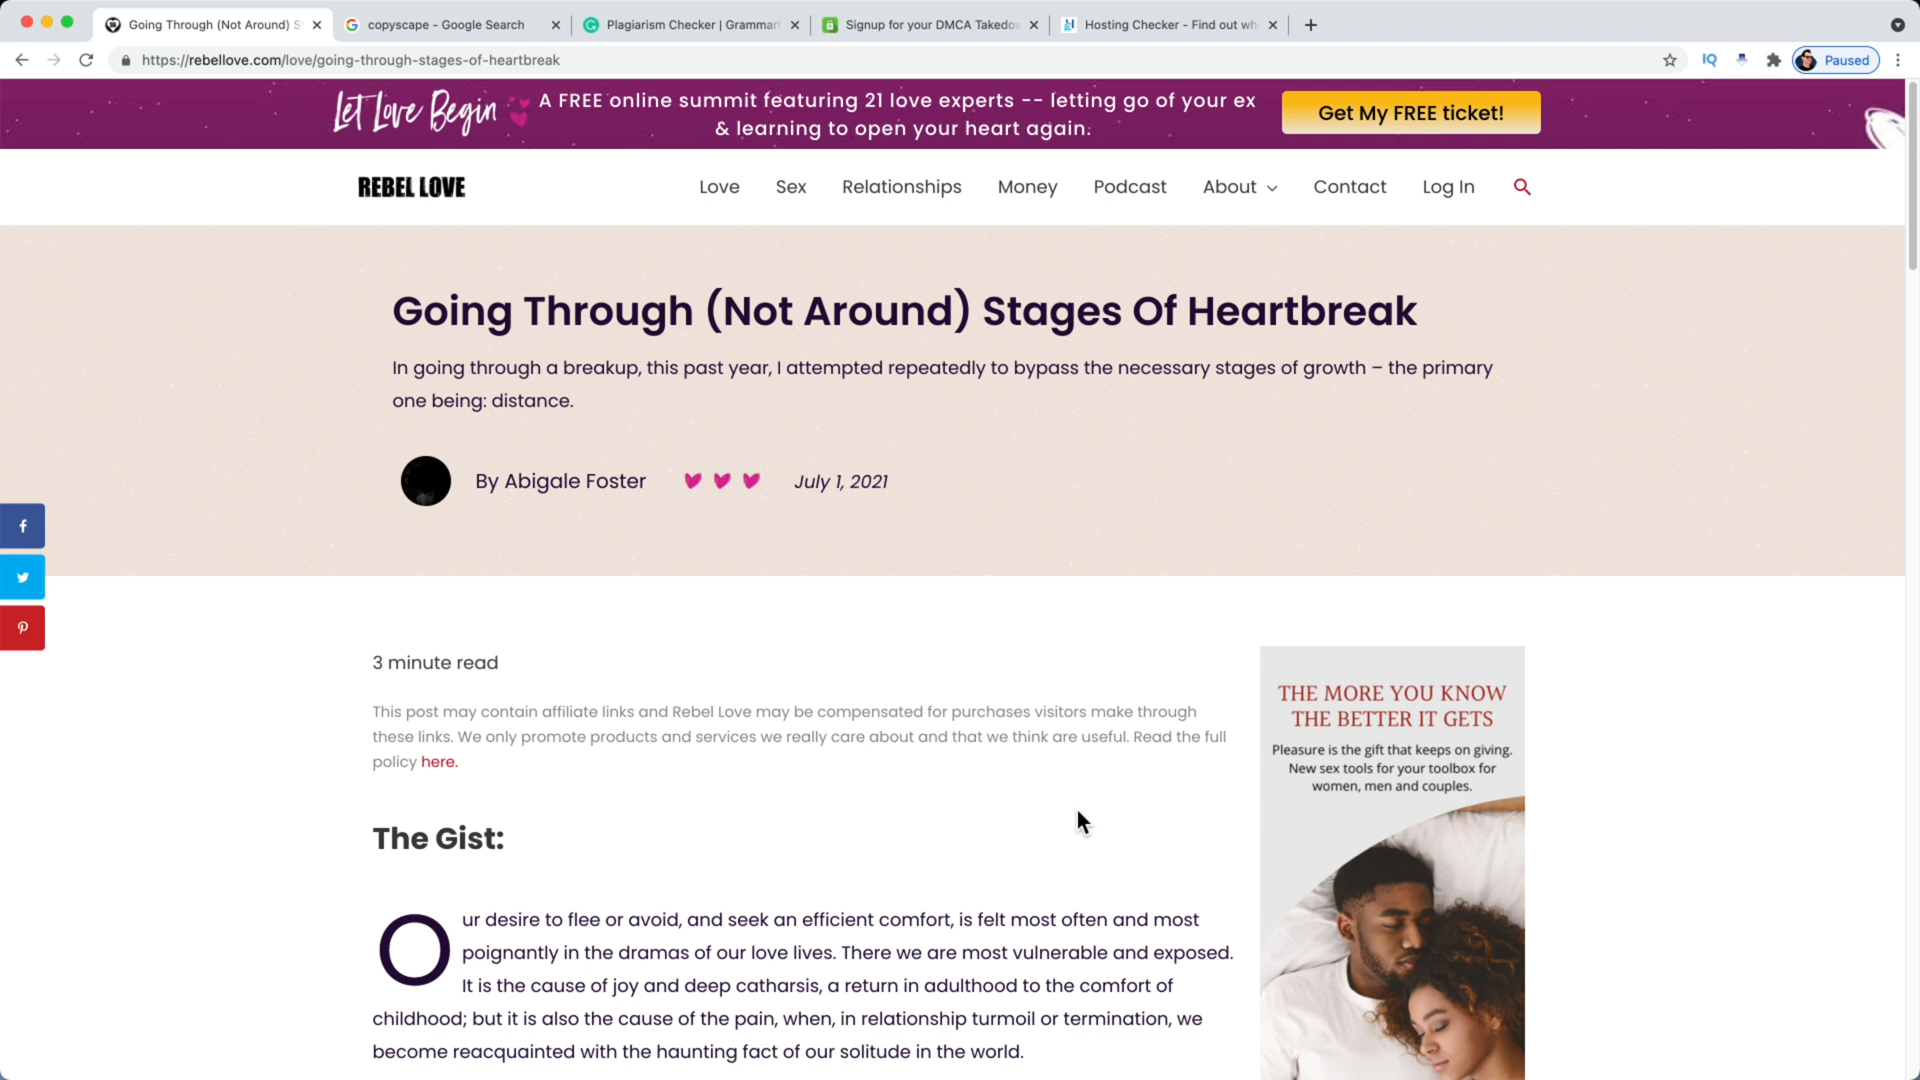 Going Through (Not Around) S
copyscape - Google Search
Plagiarism Checker | Grammar
Signup for your DMCA Takedo
Hosting Checker - Find out wh
https://rebellove.com/love/going-through-stages-of-heartbreak
IQ
Paused
Let Love Begin
A FREE online summit featuring 21 love experts -- letting go of your ex
& learning to open your heart again.
Get My FREE ticket!
REBEL LOVE
Love
Sex
Relationships
Money
Podcast
About
Contact
Log In
Going Through (Not Around) Stages Of Heartbreak
In going through a breakup, this past year, I attempted repeatedly to bypass the necessary stages of growth – the primary
one being: distance.
By Abigale Foster
July 1, 2021
3 minute read
This post may contain affiliate links and Rebel Love may be compensated for purchases visitors make through
these links. We only promote products and services we really care about and that we think are useful. Read the full
policy here.
The Gist:
Our desire to flee or avoid, and seek an efficient comfort, is felt most often and most
poignantly in the dramas of our love lives. There we are most vulnerable and exposed.
It is the cause of joy and deep catharsis, a return in adulthood to the comfort of
childhood; but it is also the cause of the pain, when, in relationship turmoil or termination, we
become reacquainted with the haunting fact of our solitude in the world.
THE MORE YOU KNOW
THE BETTER IT GETS
Pleasure is the gift that keeps on giving.
New sex tools for your toolbox for
women, men and couples.